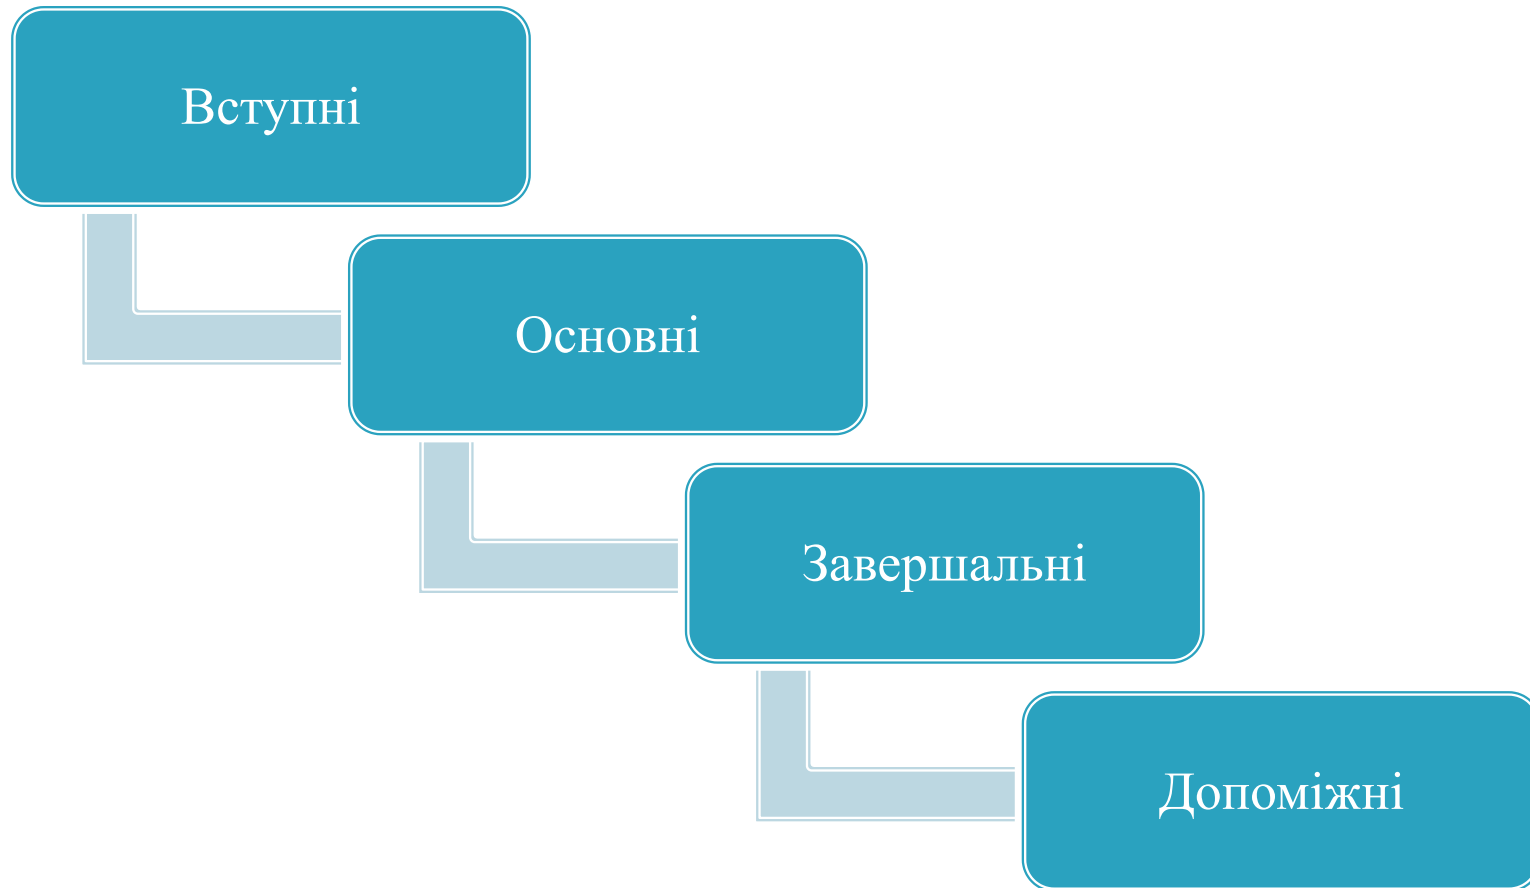 Вступні
Основні
Завершальні
Допоміжні